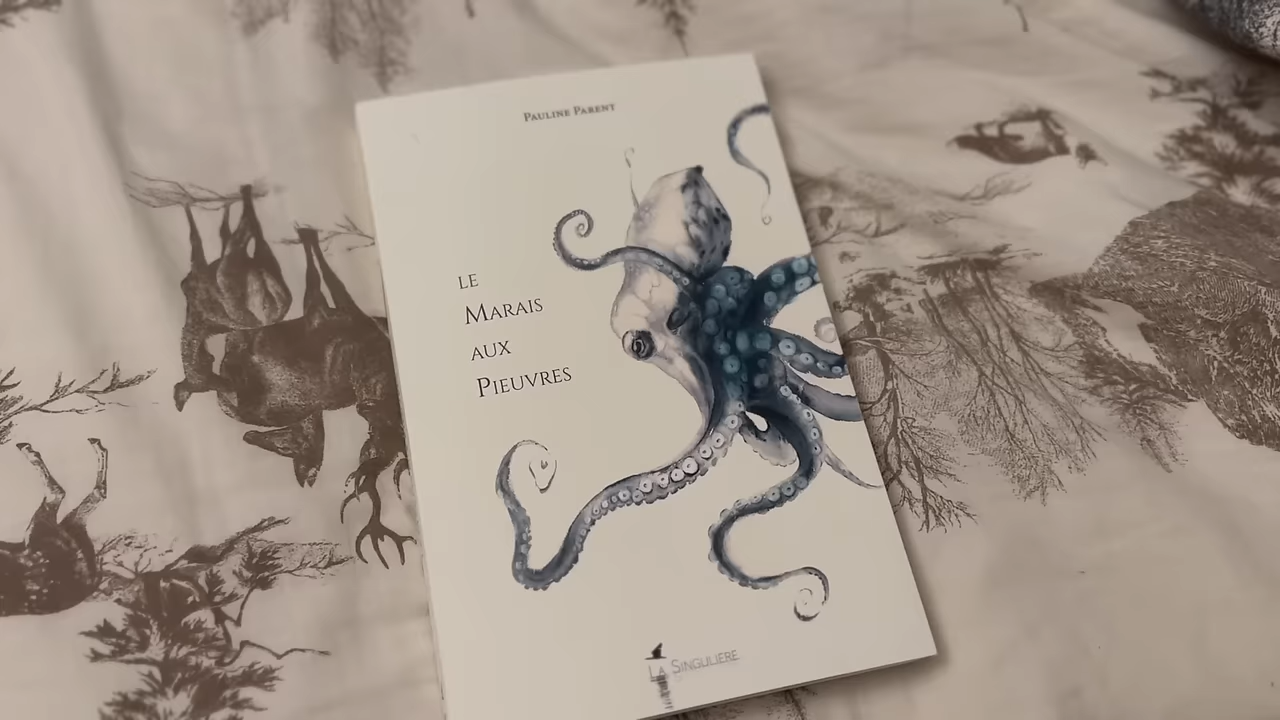 PAULINE PARENT
LE
MARAIS
AUX
PIEUVRES
LA SINGULIÈRE